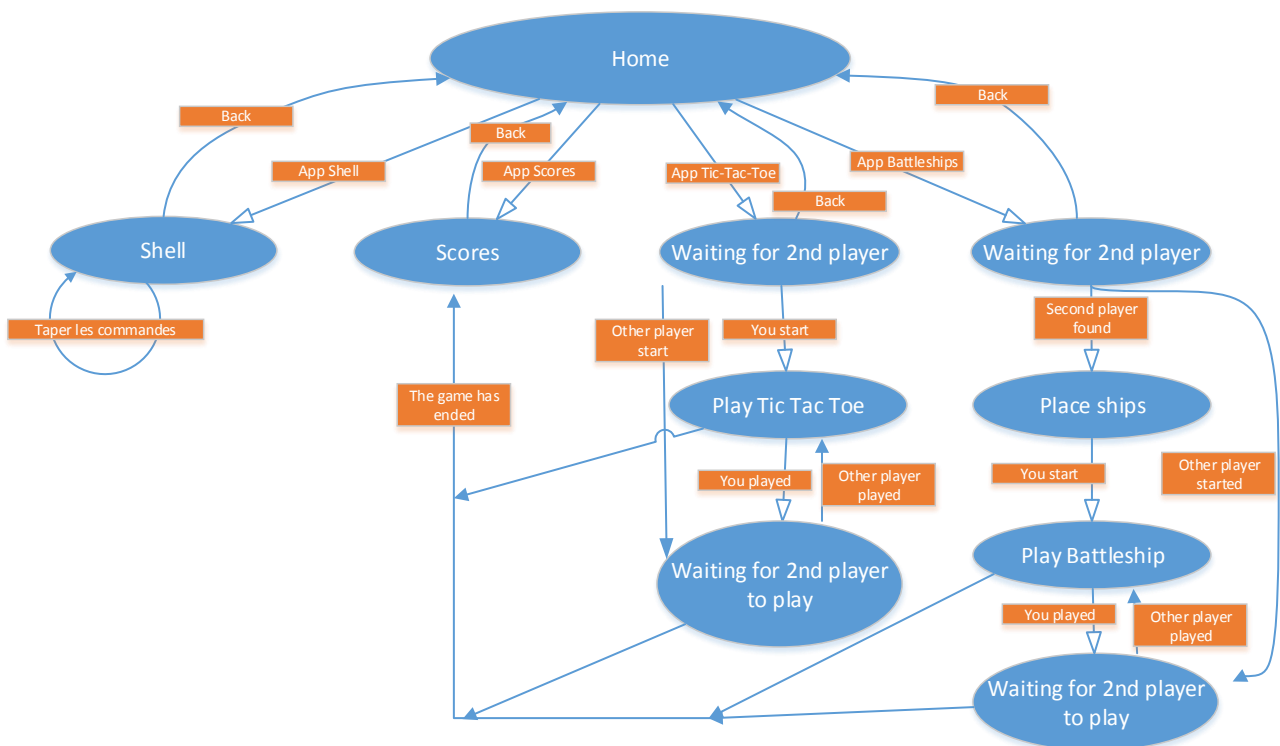 Home
Back
Back
Back
App Shell
App Scores
App Tic-Tac-Toe
App Battleships
Back
Shell
Scores
Waiting for 2nd player
Waiting for 2nd player
Taper les commandes
Other player
start
You start
Second player
found
The game has
ended
Play Tic Tac Toe
Place ships
You played
Other player
played
You start
Other player
started
Waiting for 2nd player
to play
Play Battleship
You played
Other player
played
Waiting for 2nd player
to play